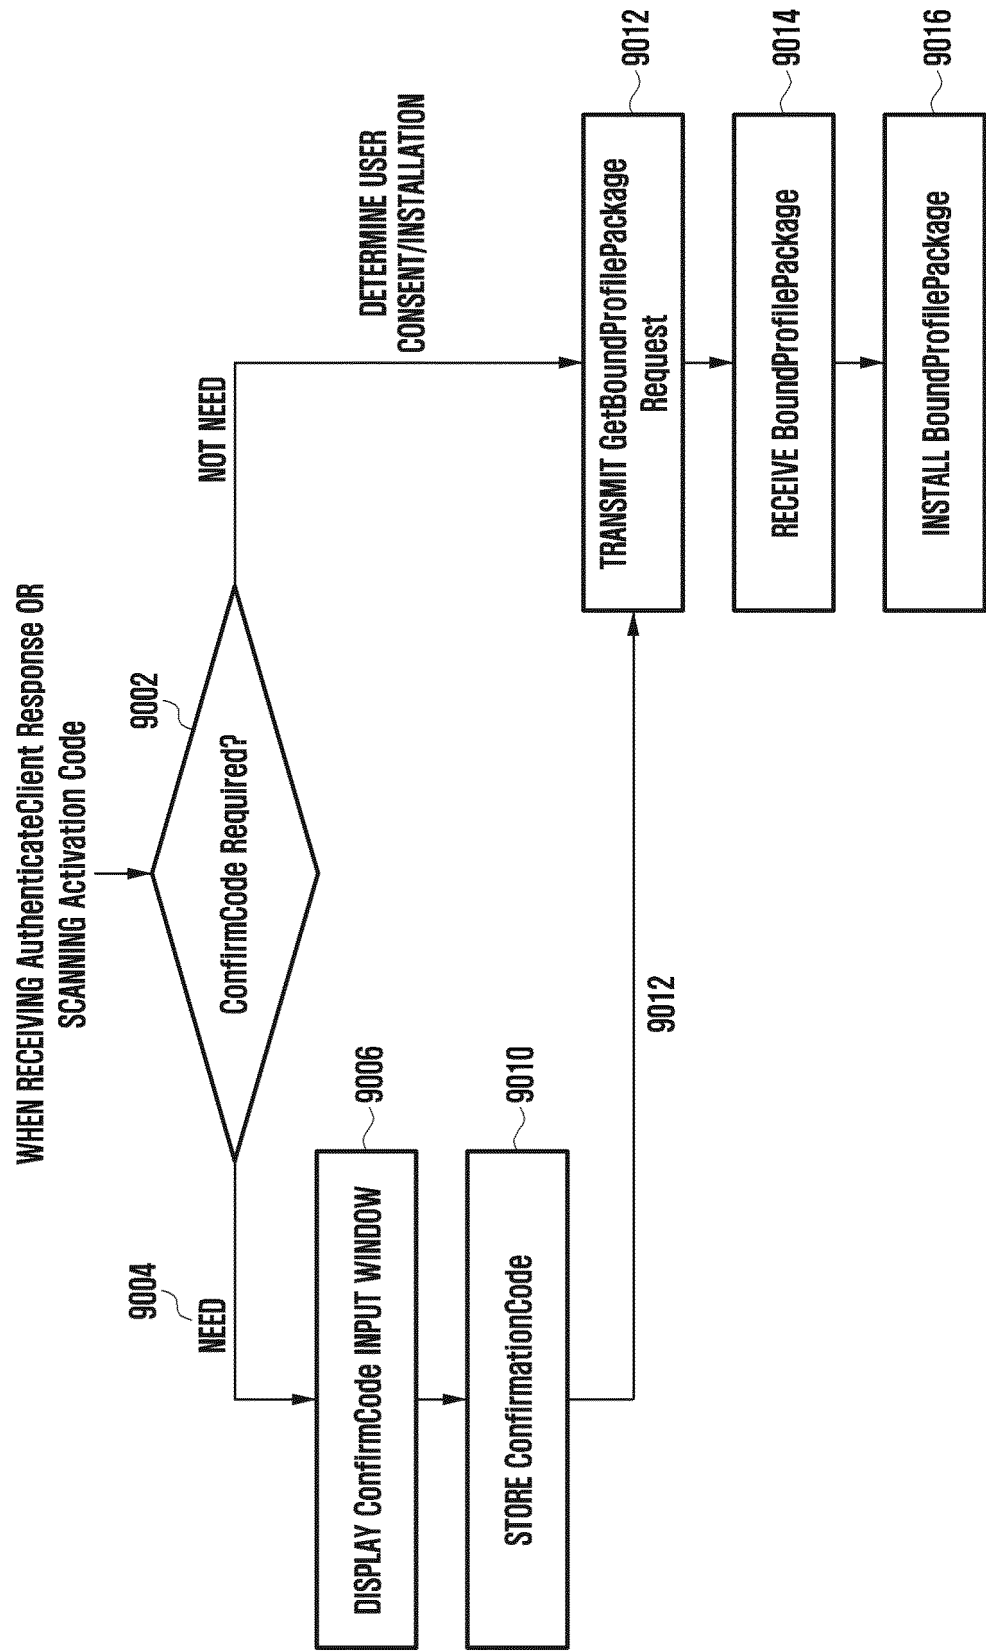 WHEN RECEIVING AuthenticateClient Response OR
SCANNING Activation Code
9002
ConfirmCode Required?
9004
NEED
NOT NEED
DISPLAY ConfirmCode INPUT WINDOW
9006
DETERMINE USER
CONSENT/INSTALLATION
STORE ConfirmationCode
9010
9012
TRANSMIT GetBoundProfilePackage
Request
9012
RECEIVE BoundProfilePackage
9014
INSTALL BoundProfilePackage
9016